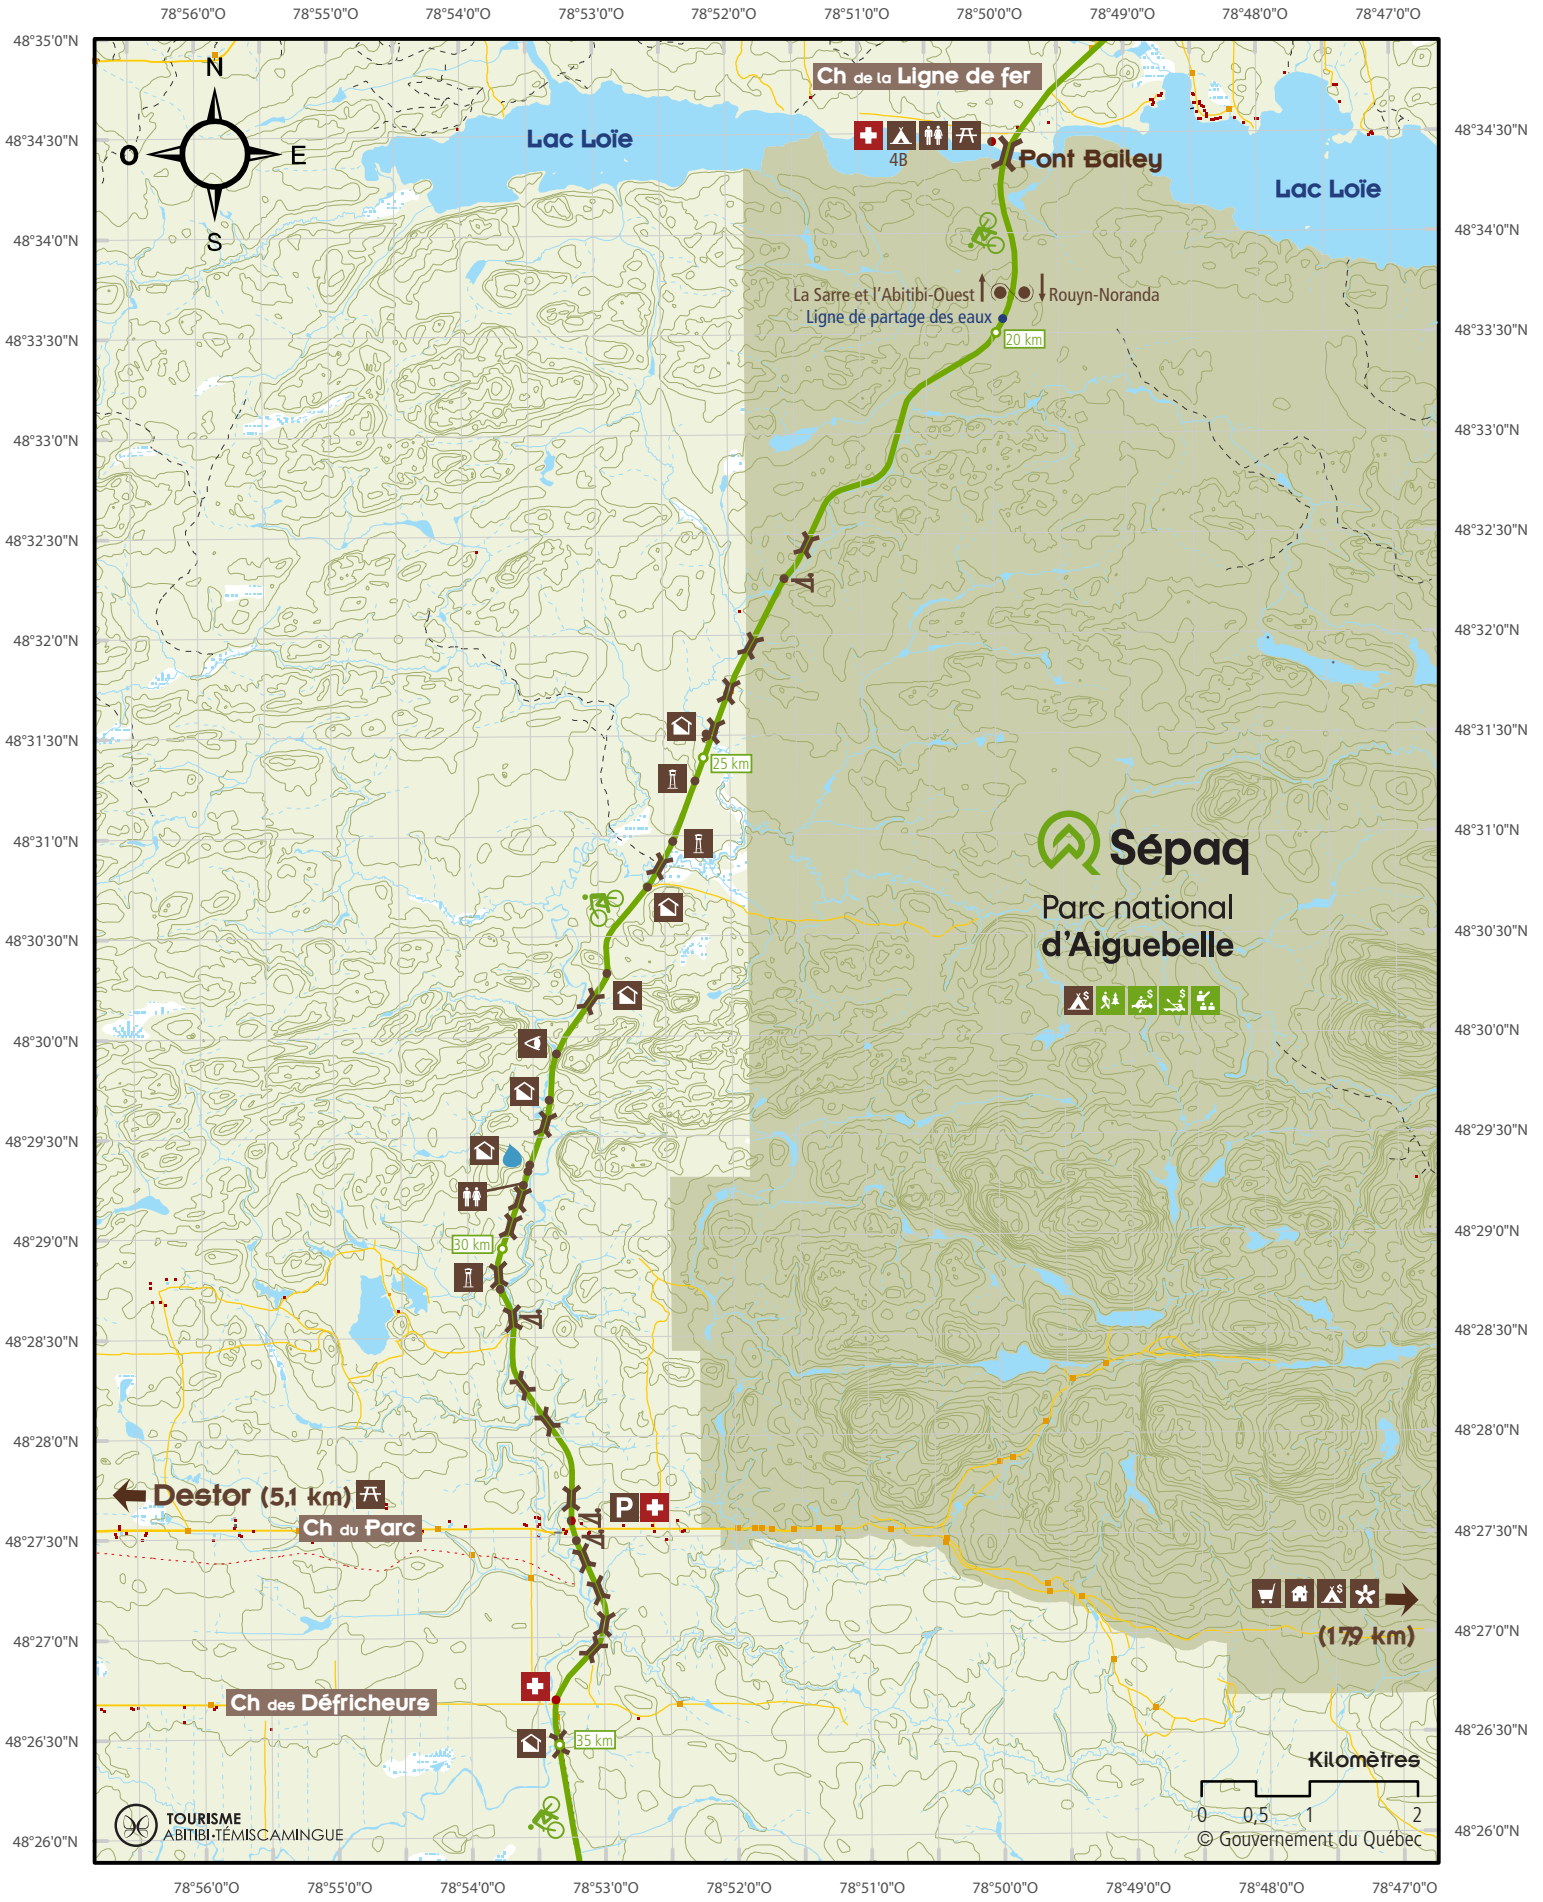 78°56'0"O 78°55'0"O 78°54'0"O 78°53'0"O 78°52'0"O 78°51'0"O 78°50'0"O 78°49'0"O 78°48'0"O 78°47'0"O
48°35'0"N
N
O
E
S
Ch de la Ligne de fer
Lac Loïe
4B
Pont Bailey
Lac Loïe
48°34'30"N
48°34'30"N
48°34'0"N
48°34'0"N
La Sarre et l'Abitibi-Ouest
Rouyn-Noranda
Ligne de partage des eaux
20 km
48°33'30"N
48°33'30"N
48°33'0"N
48°33'0"N
48°32'30"N
48°32'30"N
48°32'0"N
48°32'0"N
48°31'30"N
48°31'30"N
25 km
48°31'0"N
48°31'0"N
Sépaq
Parc national
d'Aiguebelle
$ $ $
48°30'30"N
48°30'30"N
48°30'0"N
48°30'0"N
48°29'30"N
48°29'30"N
48°29'0"N
48°29'0"N
30 km
48°28'30"N
48°28'30"N
48°28'0"N
48°28'0"N
Destor (5,1 km)
P
Ch du Parc
48°27'30"N
48°27'30"N
$
(17,9 km)
48°27'0"N
48°27'0"N
Ch des Défricheurs
35 km
48°26'30"N
48°26'30"N
Kilomètres
0 0,5 1 2
© Gouvernement du Québec
TOURISME
ABITIBI-TÉMISCAMINGUE
48°26'0"N
48°26'0"N
78°56'0"O 78°55'0"O 78°54'0"O 78°53'0"O 78°52'0"O 78°51'0"O 78°50'0"O 78°49'0"O 78°48'0"O 78°47'0"O